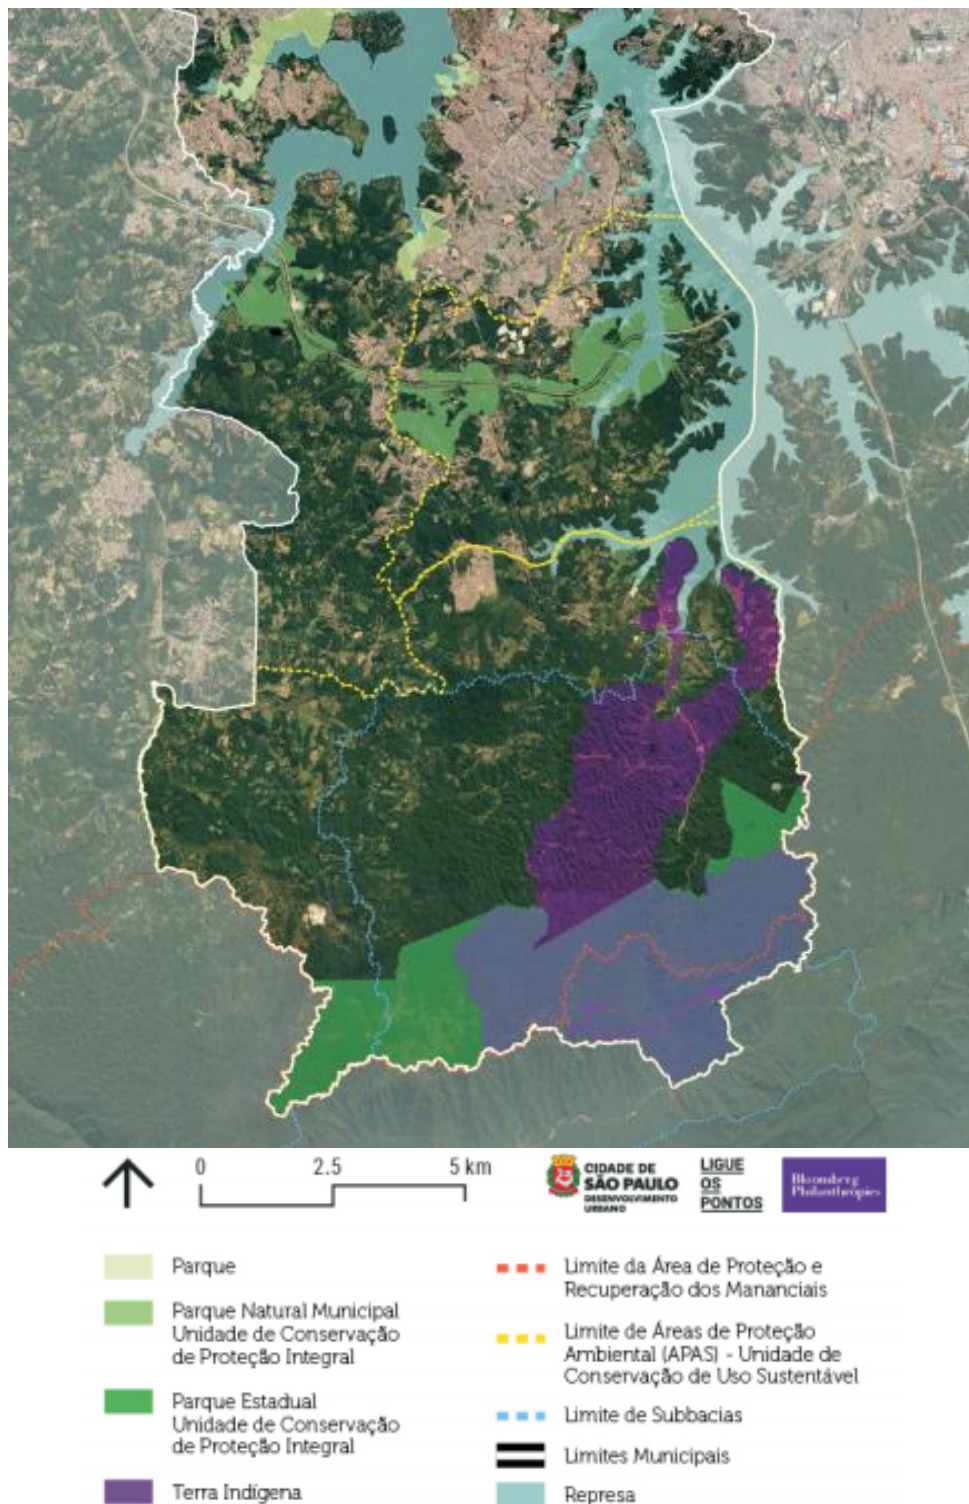 0 2.5 5 km
CIDADE DE
SÃO PAULO
DESENVOLVIMENTO
URBANO
LIGUE
OS
PONTOS
Bloomberg
Philanthropies
Parque
Parque Natural Municipal
Unidade de Conservação
de Proteção Integral
Parque Estadual
Unidade de Conservação
de Proteção Integral
Terra Indígena
Limite da Área de Proteção e
Recuperação dos Mananciais
Limite de Áreas de Proteção
Ambiental (APAS) - Unidade de
Conservação de Uso Sustentável
Limite de Subbacias
Limites Municipais
Represa